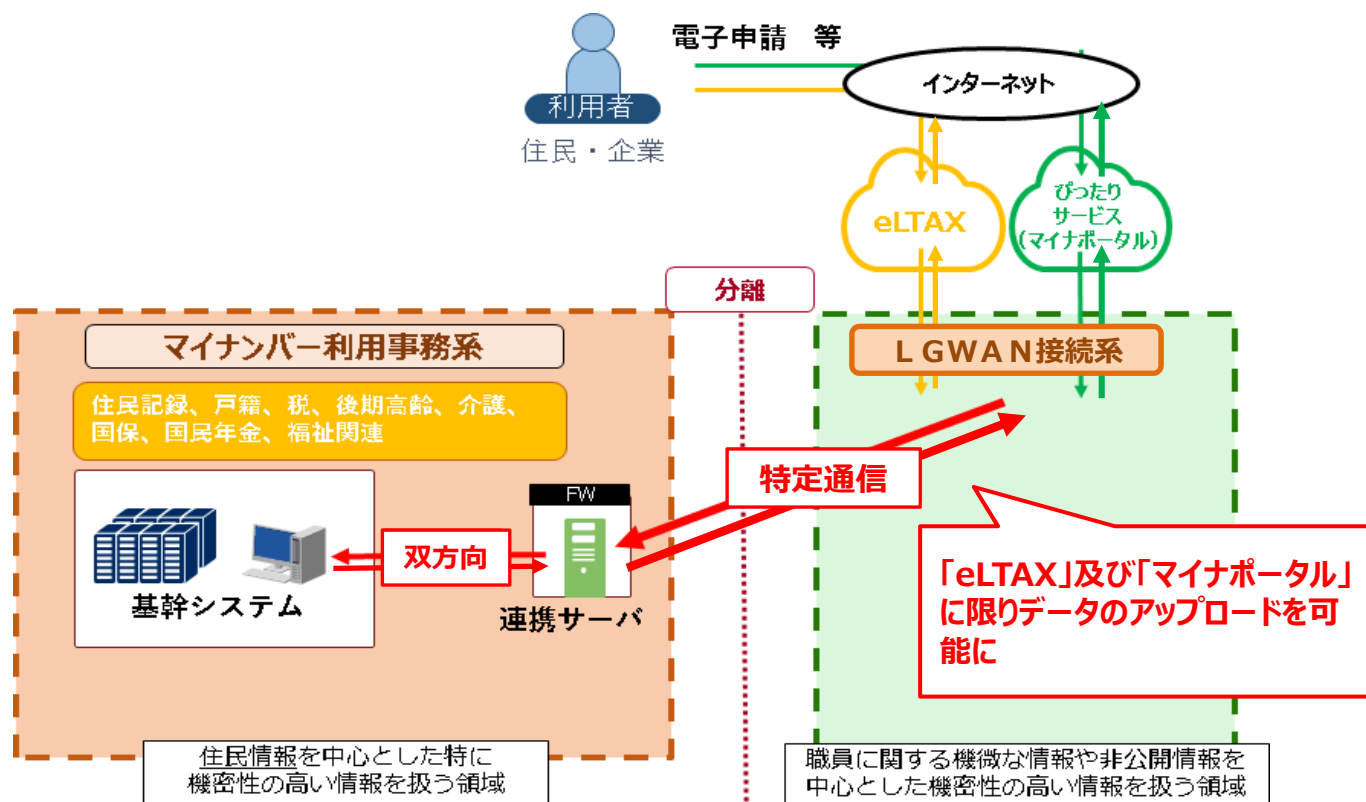 電子申請 等
インターネット
利用者
住民・企業
eLTAX
ぴったり
サービス
(マイナポータル)
分離
マイナンバー利用事務系
住民記録、戸籍、税、後期高齢、介護、
国保、国民年金、福祉関連
基幹システム
双方向
FW
連携サーバ
特定通信
LGWAN接続系
「eLTAX」及び「マイナポータル」
に限りデータのアップロードを可
能に
住民情報を中心とした特に
機密性の高い情報を扱う領域
職員に関する機微な情報や非公開情報を
中心とした機密性の高い情報を扱う領域